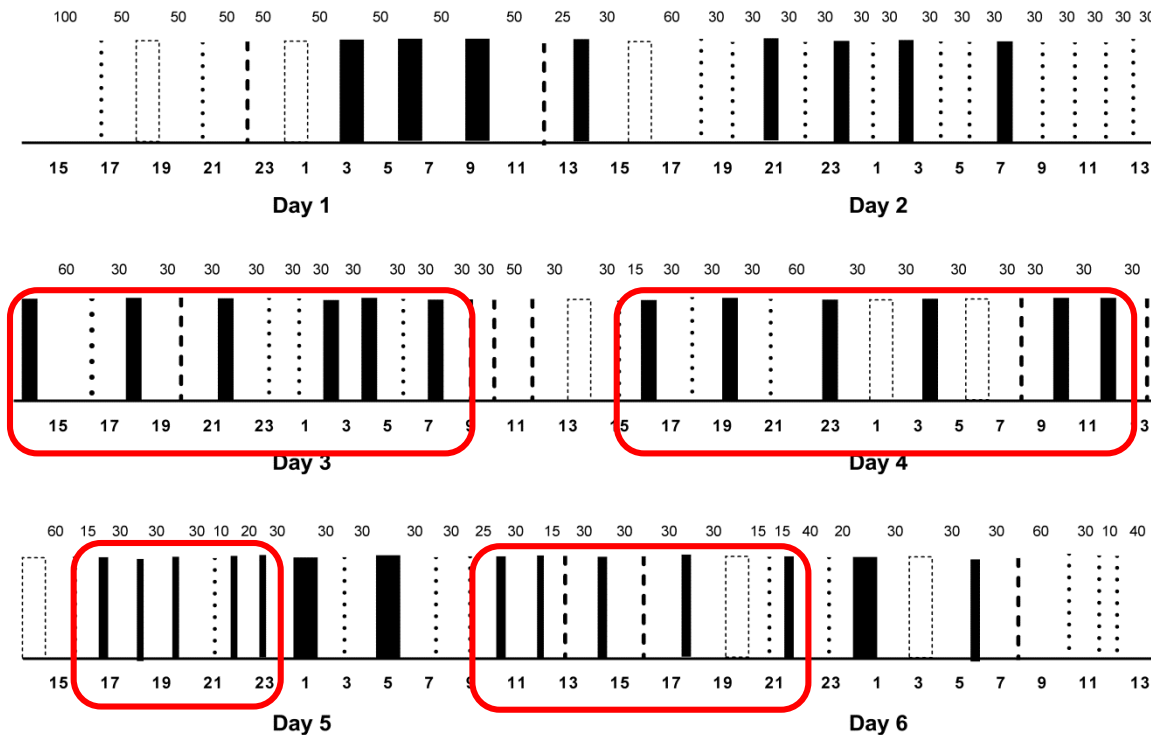 100 50 50 50 50 50 50 50 50 25 30 60 30 30 30 30 30 30 30 30 30 30 30 30 30 30
15 17 19 21 23 1 3 5 7 9 11 13 15 17 19 21 23 1 3 5 7 9 11 13
Day 1 Day 2
60 30 30 30 30 30 30 30 30 30 30 30 50 30 30 15 30 30 30 60 30 30 30 30 30 30
15 17 19 21 23 1 3 5 7 9 11 13 15 17 19 21 23 1 3 5 7 9 11 13
Day 3 Day 4
60 15 30 30 30 10 20 30 50 30 30 25 30 15 30 30 30 30 15 15 40 20 30 30 30 60 30 10 40
15 17 19 21 23 1 3 5 7 9 11 13 15 17 19 21 23 1 3 5 7 9 11 13
Day 5 Day 6